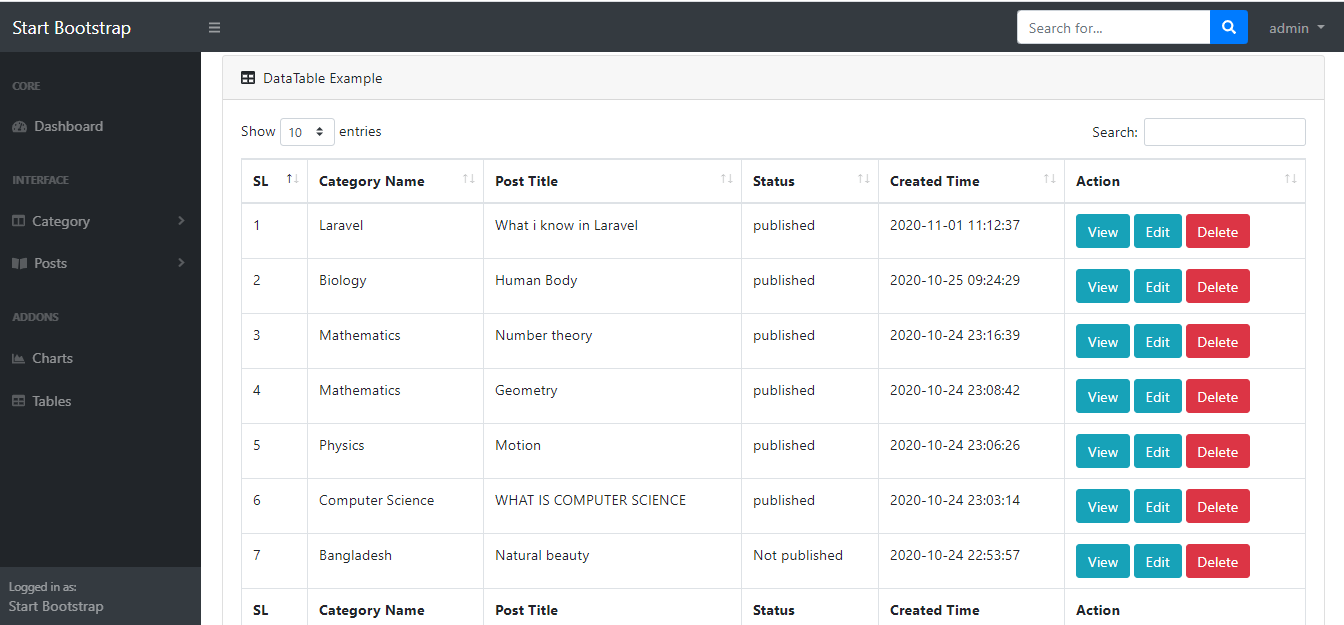 Start Bootstrap Search for... admin
CORE
Dashboard
INTERFACE
Category
Posts
ADDONS
Charts
Tables
Logged in as:
Start Bootstrap
DataTable Example
Show 10 entries Search:
SL Category Name Post Title Status Created Time Action
1 Laravel What i know in Laravel published 2020-11-01 11:12:37 View Edit Delete
2 Biology Human Body published 2020-10-25 09:24:29 View Edit Delete
3 Mathematics Number theory published 2020-10-24 23:16:39 View Edit Delete
4 Mathematics Geometry published 2020-10-24 23:08:42 View Edit Delete
5 Physics Motion published 2020-10-24 23:06:26 View Edit Delete
6 Computer Science WHAT IS COMPUTER SCIENCE published 2020-10-24 23:03:14 View Edit Delete
7 Bangladesh Natural beauty Not published 2020-10-24 22:53:57 View Edit Delete
SL Category Name Post Title Status Created Time Action